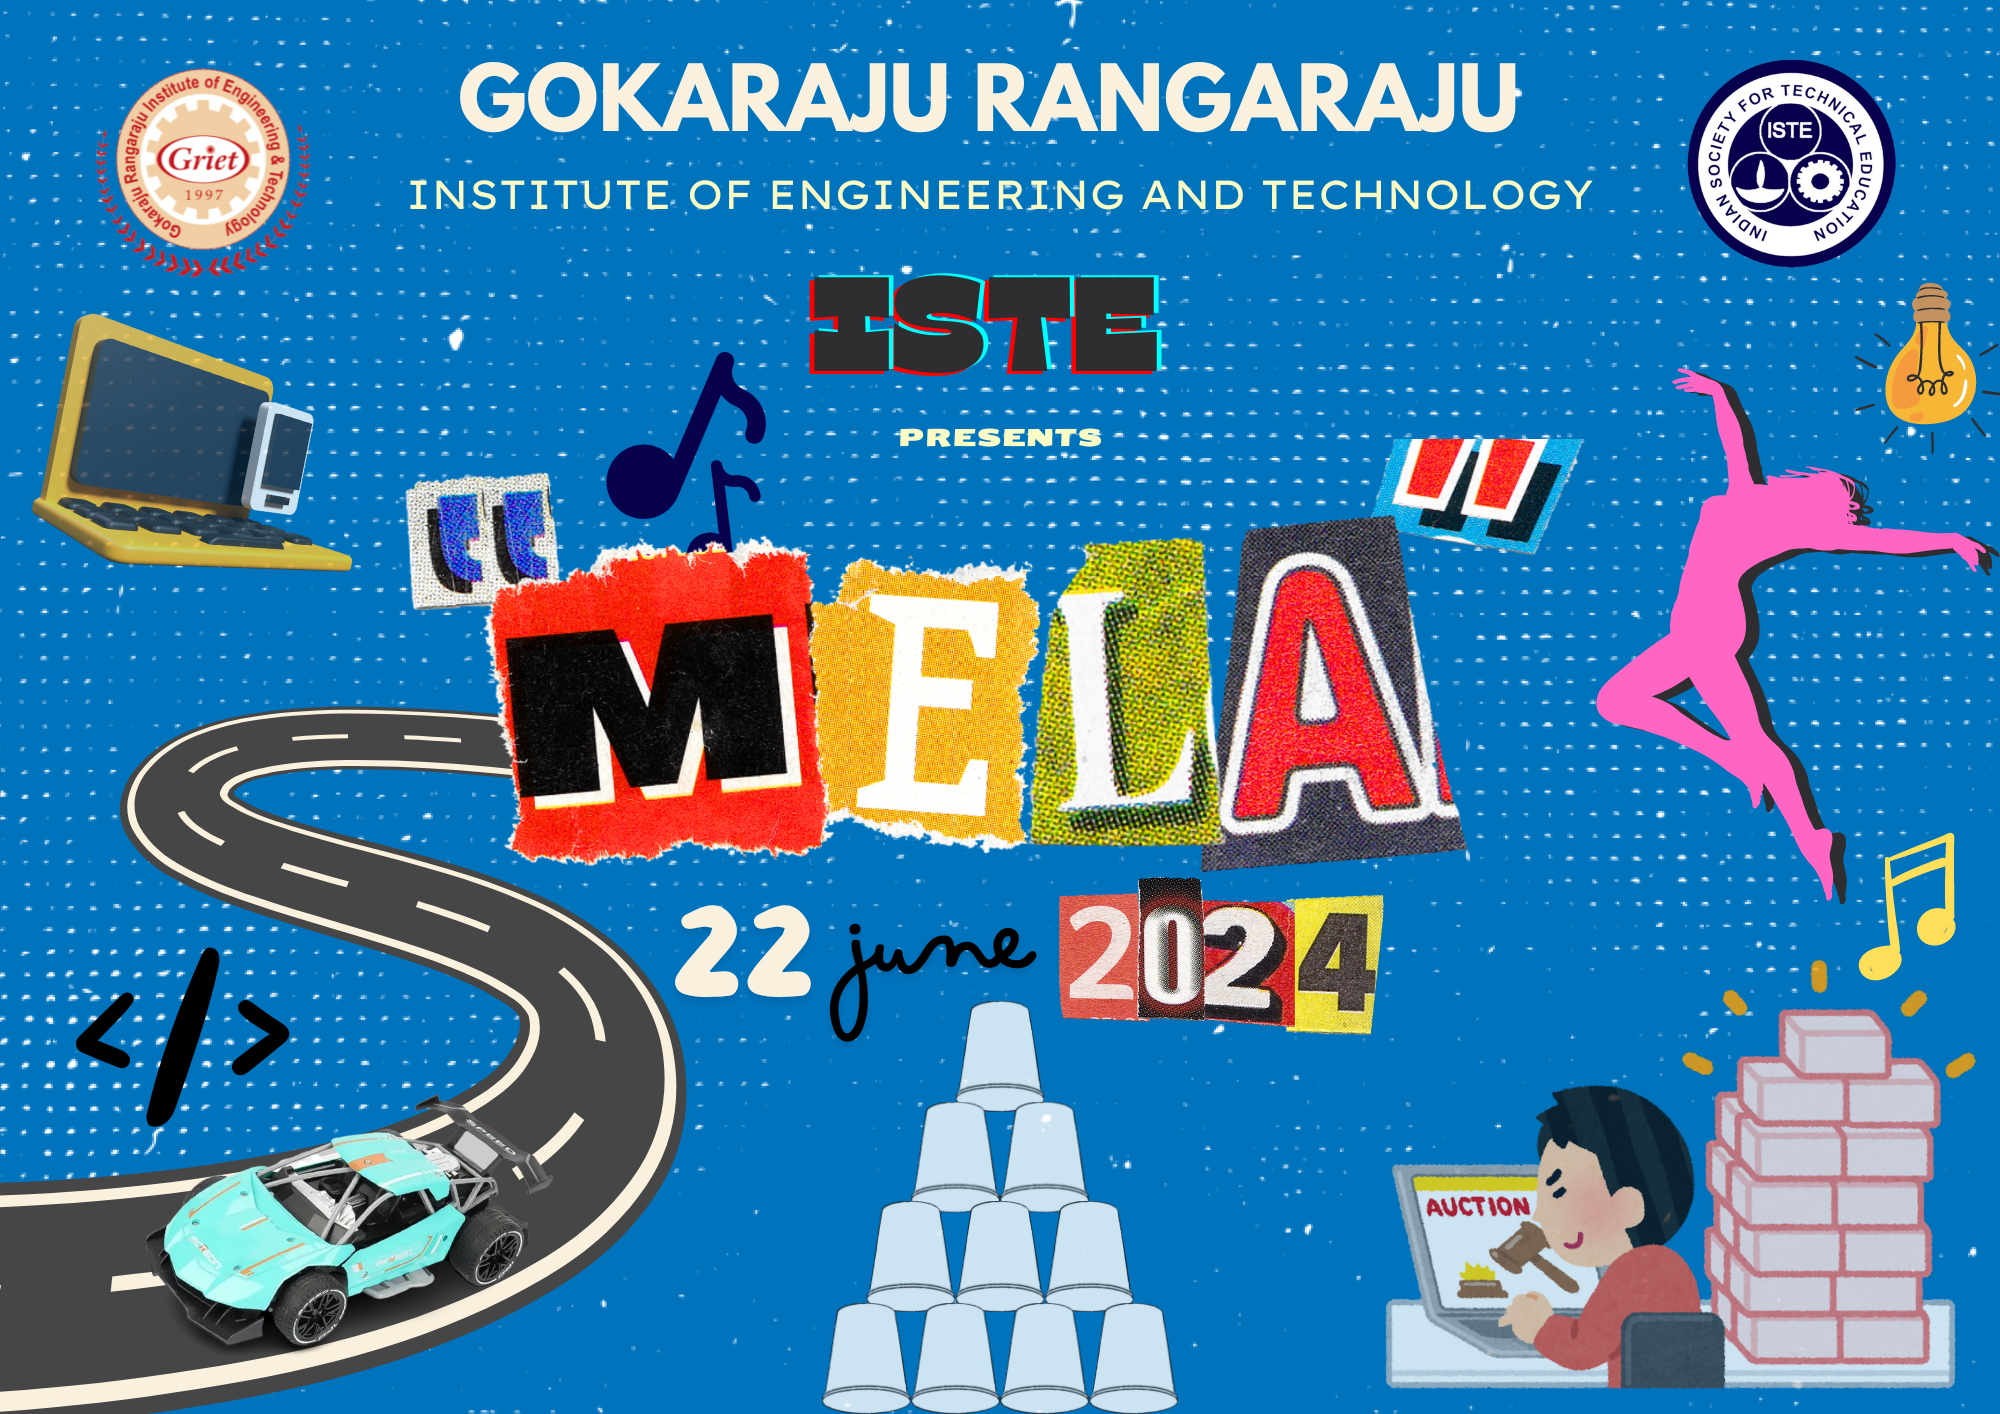 GOKARAJU RANGARAJU
INSTITUTE OF ENGINEERING AND TECHNOLOGY
Gokaraju Rangaraju Institute of Engineering & Technology
Griet
1997
INDIAN SOCIETY FOR TECHNICAL EDUCATION
ISTE
ISTE
PRESENTS
"MELA"
22 june 2024
</>
SPEED
AUCTION